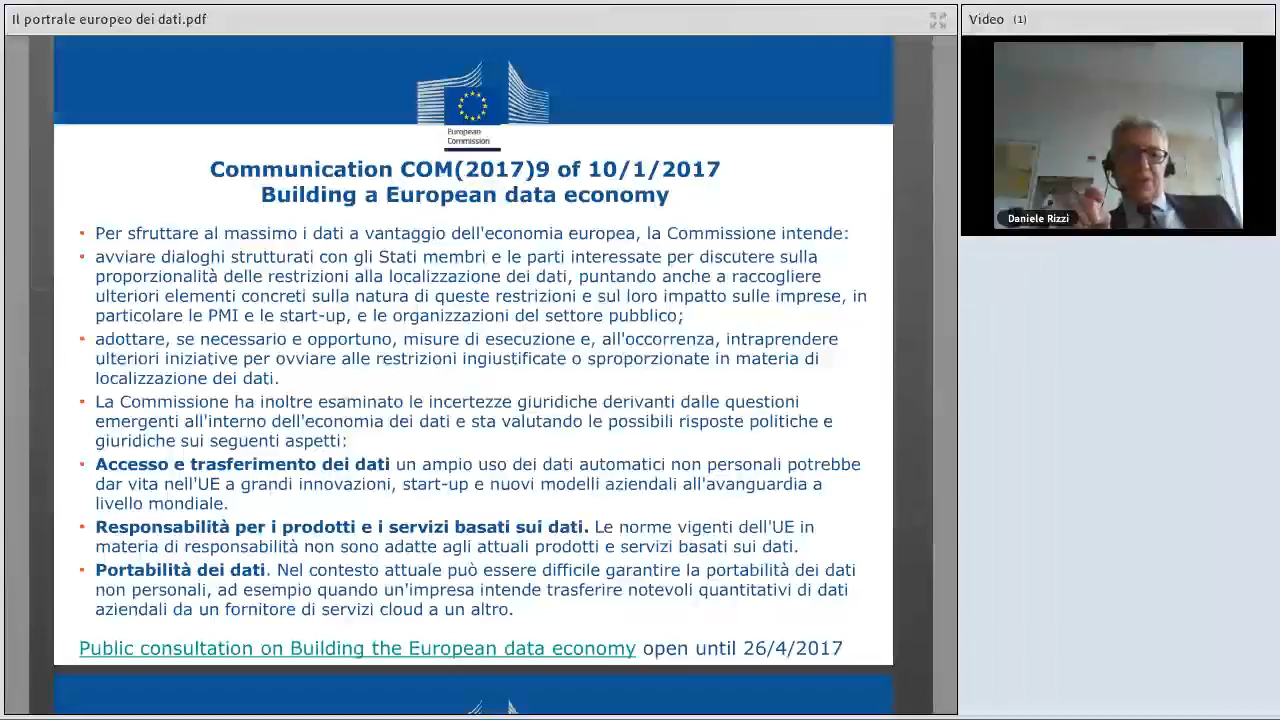 Il portrale europeo dei dati.pdf
Video (1)
European
Commission
Communication COM(2017)9 of 10/1/2017
Building a European data economy
Per sfruttare al massimo i dati a vantaggio dell'economia europea, la Commissione intende:
avviare dialoghi strutturati con gli Stati membri e le parti interessate per discutere sulla
proporzionalità delle restrizioni alla localizzazione dei dati, puntando anche a raccogliere
ulteriori elementi concreti sulla natura di queste restrizioni e sul loro impatto sulle imprese, in
particolare le PMI e le start-up, e le organizzazioni del settore pubblico;
adottare, se necessario e opportuno, misure di esecuzione e, all'occorrenza, intraprendere
ulteriori iniziative per ovviare alle restrizioni ingiustificate o sproporzionate in materia di
localizzazione dei dati.
La Commissione ha inoltre esaminato le incertezze giuridiche derivanti dalle questioni
emergenti all'interno dell'economia dei dati e sta valutando le possibili risposte politiche e
giuridiche sui seguenti aspetti:
Accesso e trasferimento dei dati un ampio uso dei dati automatici non personali potrebbe
dar vita nell'UE a grandi innovazioni, start-up e nuovi modelli aziendali all'avanguardia a
livello mondiale.
Responsabilità per i prodotti e i servizi basati sui dati. Le norme vigenti dell'UE in
materia di responsabilità non sono adatte agli attuali prodotti e servizi basati sui dati.
Portabilità dei dati. Nel contesto attuale può essere difficile garantire la portabilità dei dati
non personali, ad esempio quando un'impresa intende trasferire notevoli quantitativi di dati
aziendali da un fornitore di servizi cloud a un altro.
Public consultation on Building the European data economy open until 26/4/2017
Daniele Rizzi